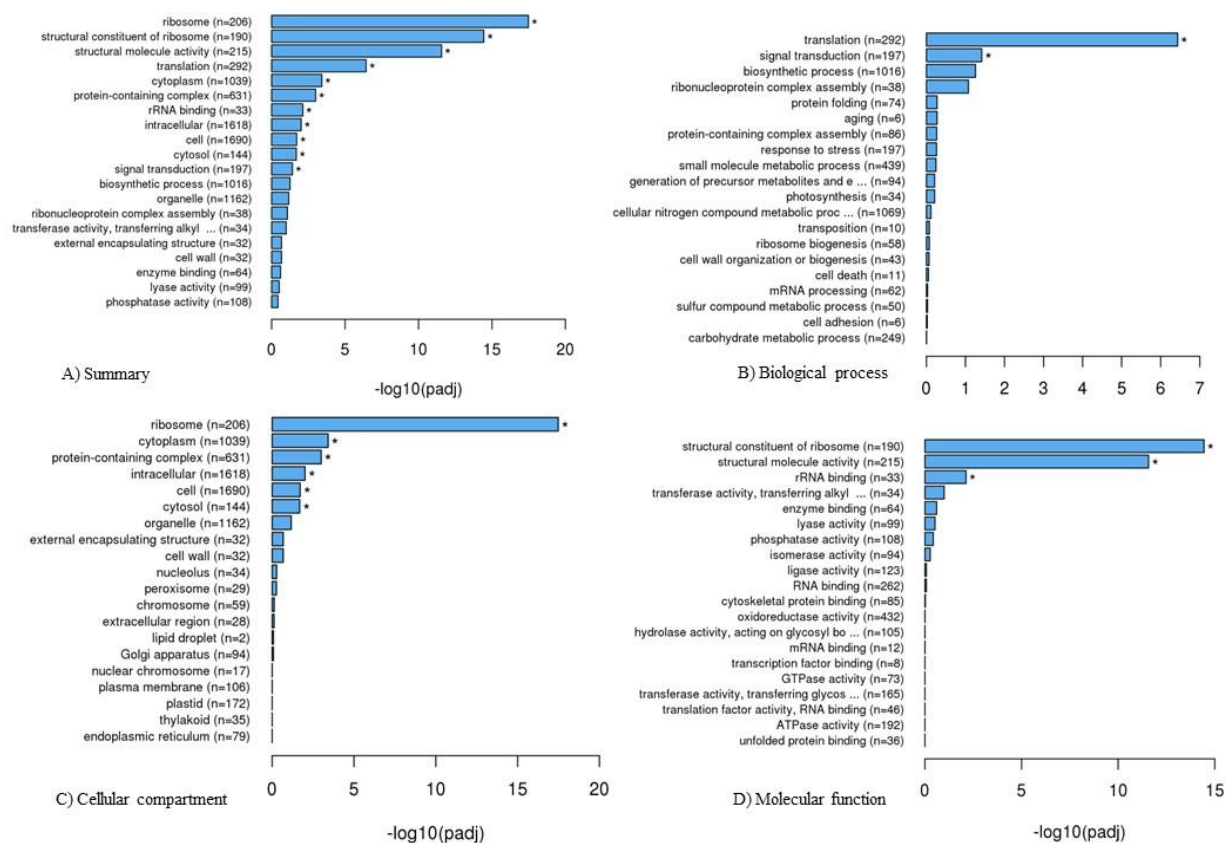 ribosome (n=206)
*
structural constituent of ribosome (n=190)
*
structural molecule activity (n=215)
*
translation (n=292)
*
cytoplasm (n=1039)
*
protein-containing complex (n=631)
*
rRNA binding (n=33)
*
intracellular (n=1618)
*
cell (n=1690)
*
cytosol (n=144)
*
signal transduction (n=197)
*
biosynthetic process (n=1016)
organelle (n=1162)
ribonucleoprotein complex assembly (n=38)
transferase activity, transferring alkyl ... (n=34)
external encapsulating structure (n=32)
cell wall (n=32)
enzyme binding (n=64)
lyase activity (n=99)
phosphatase activity (n=108)
0 5 10 15 20
A) Summary
-log10(padj)
translation (n=292)
*
signal transduction (n=197)
*
biosynthetic process (n=1016)
ribonucleoprotein complex assembly (n=38)
protein folding (n=74)
aging (n=6)
protein-containing complex assembly (n=86)
response to stress (n=197)
small molecule metabolic process (n=439)
generation of precursor metabolites and e ... (n=94)
photosynthesis (n=34)
cellular nitrogen compound metabolic proc ... (n=1069)
transposition (n=10)
ribosome biogenesis (n=58)
cell wall organization or biogenesis (n=43)
cell death (n=11)
mRNA processing (n=62)
sulfur compound metabolic process (n=50)
cell adhesion (n=6)
carbohydrate metabolic process (n=249)
0 1 2 3 4 5 6 7
B) Biological process
ribosome (n=206)
*
cytoplasm (n=1039)
*
protein-containing complex (n=631)
*
intracellular (n=1618)
*
cell (n=1690)
*
cytosol (n=144)
*
organelle (n=1162)
external encapsulating structure (n=32)
cell wall (n=32)
nucleolus (n=34)
peroxisome (n=29)
chromosome (n=59)
extracellular region (n=28)
lipid droplet (n=2)
Golgi apparatus (n=94)
nuclear chromosome (n=17)
plasma membrane (n=106)
plastid (n=172)
thylakoid (n=35)
endoplasmic reticulum (n=79)
0 5 10 15 20
C) Cellular compartment
-log10(padj)
structural constituent of ribosome (n=190)
*
structural molecule activity (n=215)
*
rRNA binding (n=33)
*
transferase activity, transferring alkyl ... (n=34)
enzyme binding (n=64)
lyase activity (n=99)
phosphatase activity (n=108)
isomerase activity (n=94)
ligase activity (n=123)
RNA binding (n=262)
cytoskeletal protein binding (n=85)
oxidoreductase activity (n=432)
hydrolase activity, acting on glycosyl bo ... (n=105)
mRNA binding (n=12)
transcription factor binding (n=8)
GTPase activity (n=73)
transferase activity, transferring glycos ... (n=165)
translation factor activity, RNA binding (n=46)
ATPase activity (n=192)
unfolded protein binding (n=36)
0 5 10 15
D) Molecular function
-log10(padj)